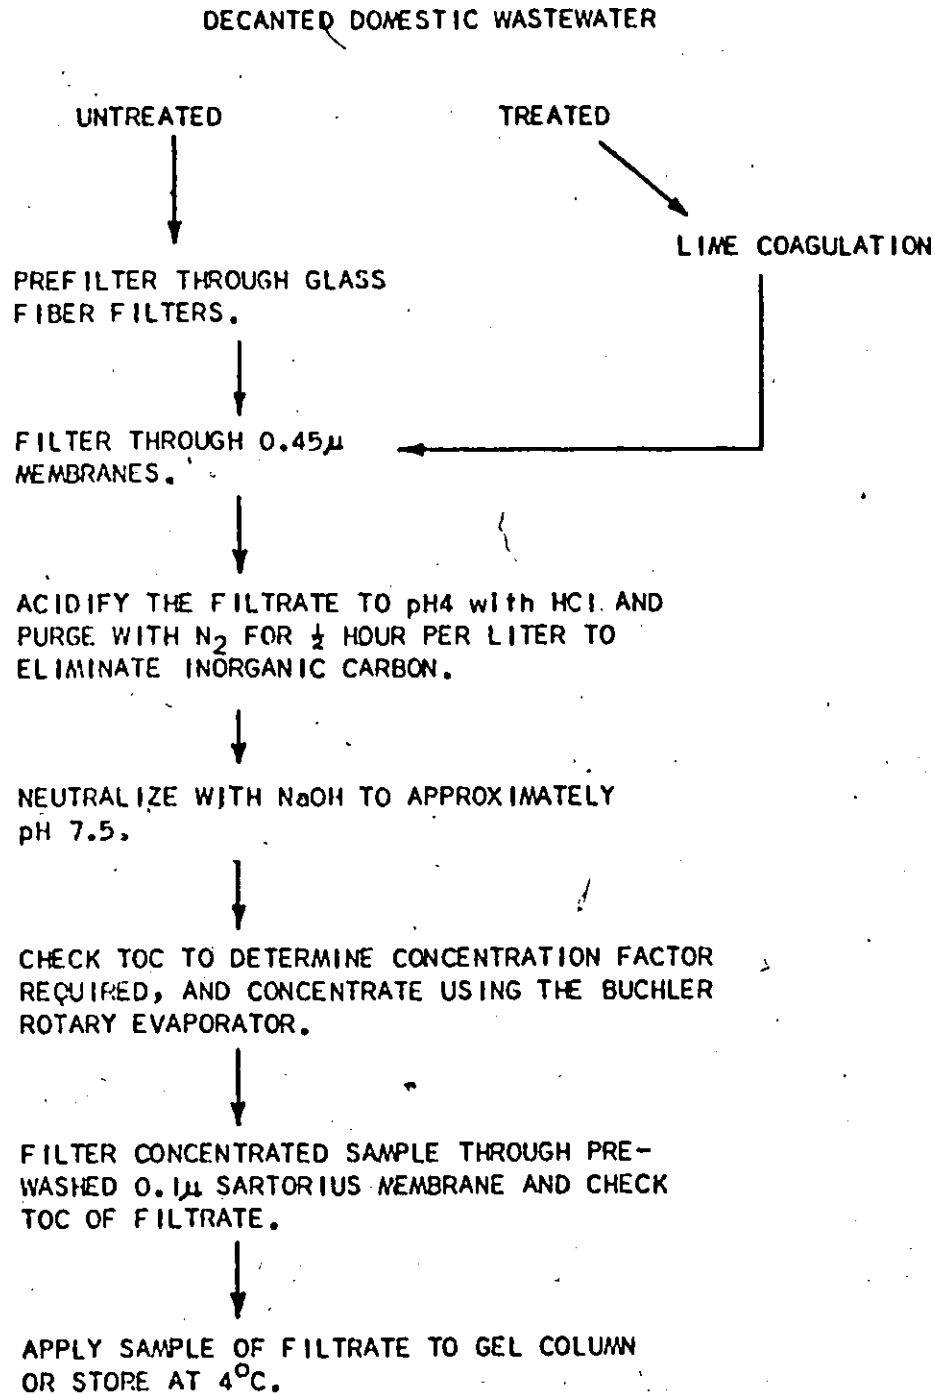 DECANTED DOMESTIC WASTEWATER
UNTREATED
TREATED
LIME COAGULATION
PREFILTER THROUGH GLASS
FIBER FILTERS.
FILTER THROUGH 0.45µ
MEMBRANES.
ACIDIFY THE FILTRATE TO pH4 with HCl. AND
PURGE WITH N₂ FOR ½ HOUR PER LITER TO
ELIMINATE INORGANIC CARBON.
NEUTRALIZE WITH NaOH TO APPROXIMATELY
pH 7.5.
CHECK TOC TO DETERMINE CONCENTRATION FACTOR
REQUIRED, AND CONCENTRATE USING THE BUCHLER
ROTARY EVAPORATOR.
FILTER CONCENTRATED SAMPLE THROUGH PRE-
WASHED 0.1µ SARTORIUS MEMBRANE AND CHECK
TOC OF FILTRATE.
APPLY SAMPLE OF FILTRATE TO GEL COLUMN
OR STORE AT 4°C.